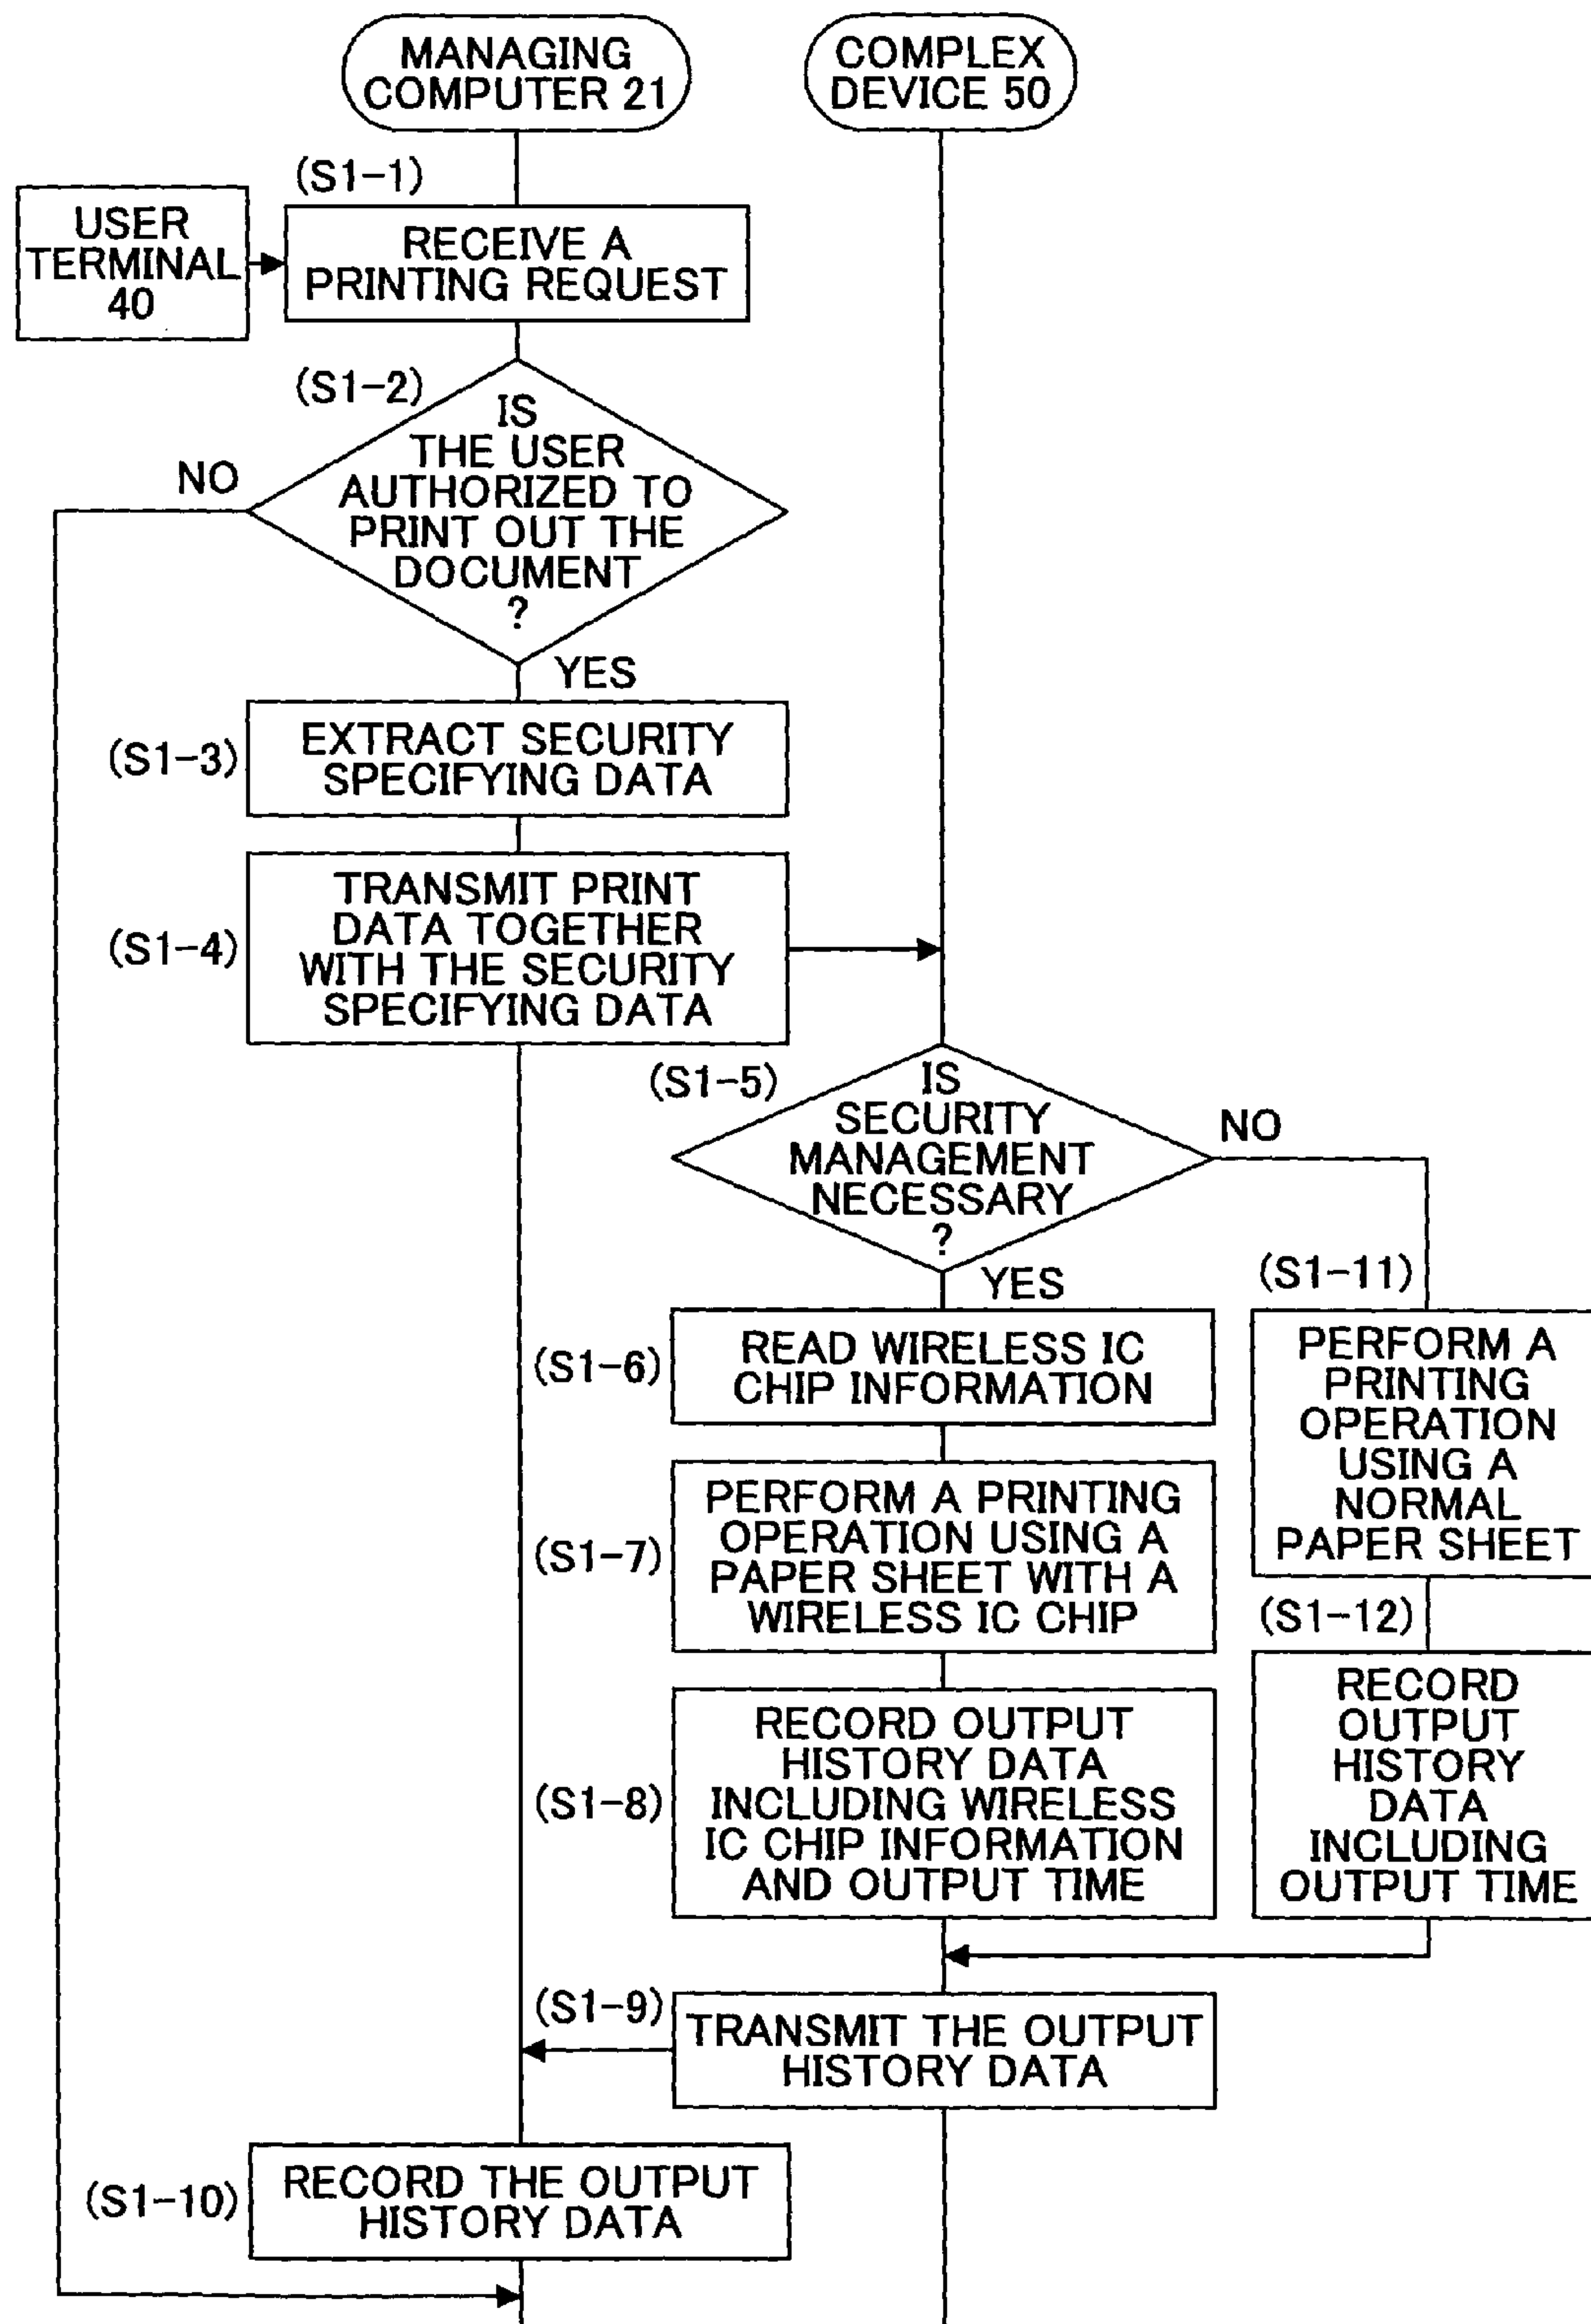 MANAGING
COMPUTER 21
COMPLEX
DEVICE 50
(S1-1)
USER
TERMINAL
40
RECEIVE A
PRINTING REQUEST
(S1-2)
IS
THE USER
AUTHORIZED TO
PRINT OUT THE
DOCUMENT
?
NO
YES
(S1-3)
EXTRACT SECURITY
SPECIFYING DATA
(S1-4)
TRANSMIT PRINT
DATA TOGETHER
WITH THE SECURITY
SPECIFYING DATA
(S1-5)
IS
SECURITY
MANAGEMENT
NECESSARY
?
NO
YES
(S1-6)
READ WIRELESS IC
CHIP INFORMATION
(S1-7)
PERFORM A PRINTING
OPERATION USING A
PAPER SHEET WITH A
WIRELESS IC CHIP
(S1-8)
RECORD OUTPUT
HISTORY DATA
INCLUDING WIRELESS
IC CHIP INFORMATION
AND OUTPUT TIME
(S1-11)
PERFORM A
PRINTING
OPERATION
USING A
NORMAL
PAPER SHEET
(S1-12)
RECORD
OUTPUT
HISTORY
DATA
INCLUDING
OUTPUT TIME
(S1-9)
TRANSMIT THE OUTPUT
HISTORY DATA
(S1-10)
RECORD THE OUTPUT
HISTORY DATA